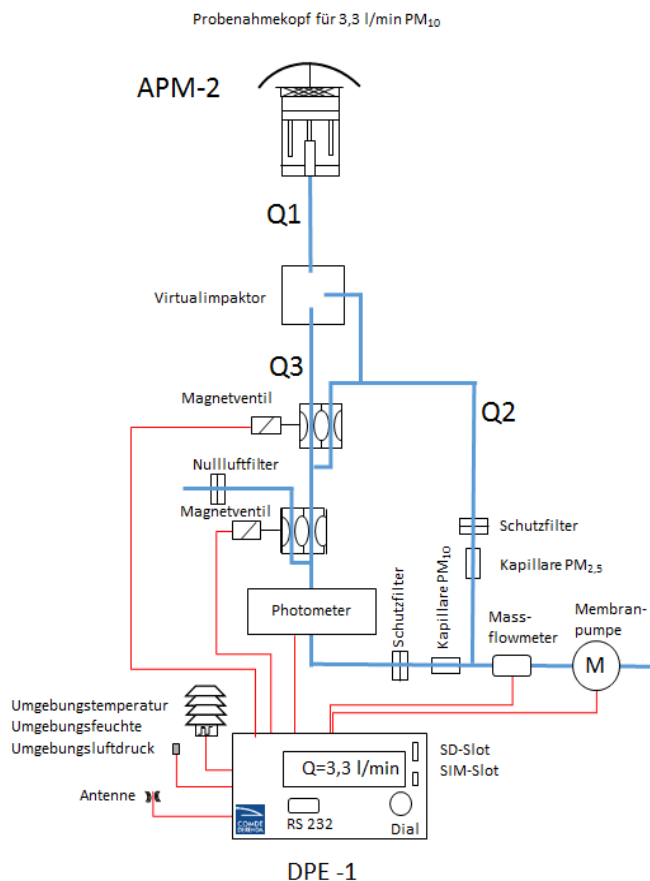 Probenahmekopf für 3,3 l/min PM10
APM-2
Q1
Virtualimpaktor
Q3
Magnetventil
Q2
Nullluftfilter
Magnetventil
Schutzfilter
Kapillare PM2,5
Photometer
Schutzfilter
Kapillare PM10
Mass-
flowmeter
Membran-
pumpe
M
Umgebungstemperatur
Umgebungsfeuchte
Umgebungsluftdruck
Antenne
Q=3,3 l/min
SD-Slot
SIM-Slot
COMDE
DERENDA
RS 232
Dial
DPE -1